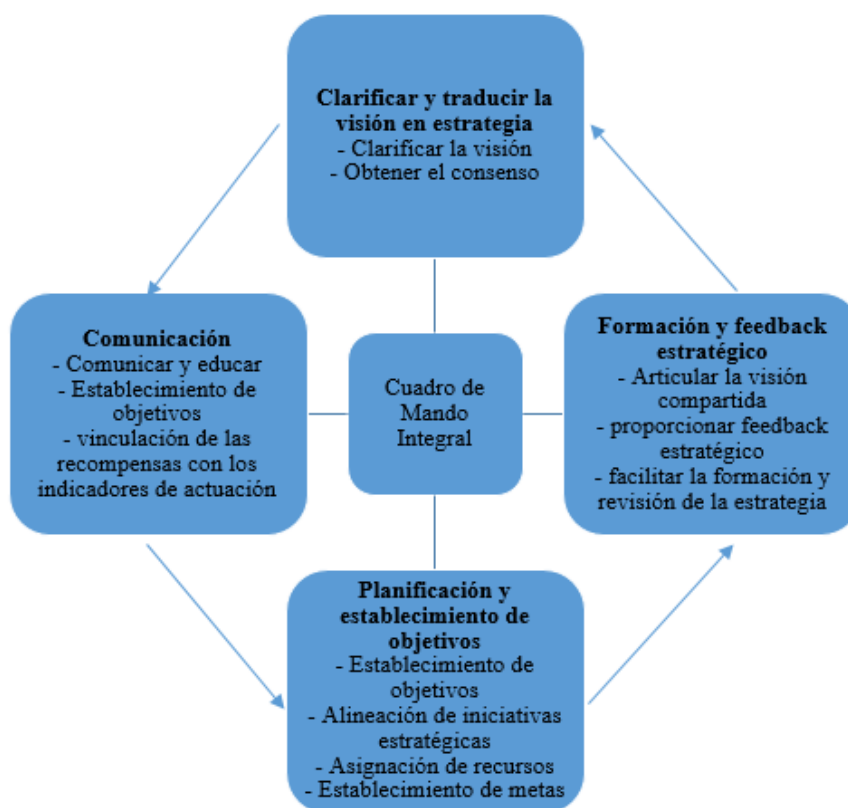 Clarificar y traducir la
visión en estrategia
- Clarificar la visión
- Obtener el consenso
Comunicación
- Comunicar y educar
- Establecimiento de
objetivos
- vinculación de las
recompensas con los
indicadores de actuación
Cuadro de
Mando
Integral
Formación y feedback
estratégico
- Articular la visión
compartida
- proporcionar feedback
estratégico
- facilitar la formación y
revisión de la estrategia
Planificación y
establecimiento de
objetivos
- Establecimiento de
objetivos
- Alineación de iniciativas
estratégicas
- Asignación de recursos
- Establecimiento de metas